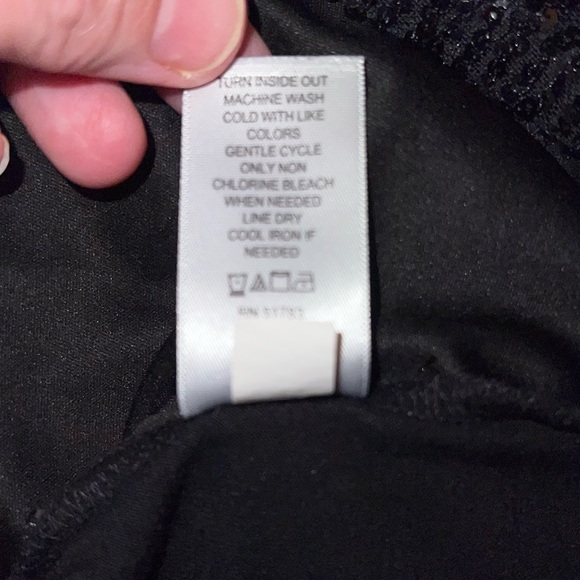 TURN INSIDE OUT
MACHINE WASH
COLD WITH LIKE
COLORS
GENTLE CYCLE
ONLY NON
CHLORINE BLEACH
WHEN NEEDED
LINE DRY
COOL IRON IF
NEEDED